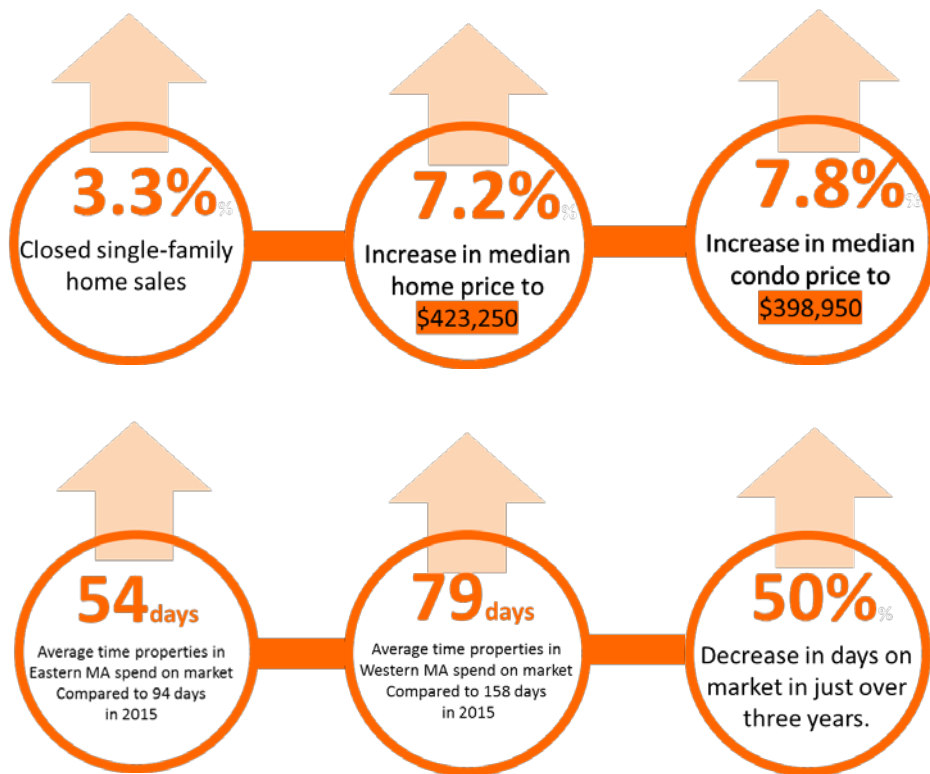 3.3%%
Closed single-family
home sales
7.2%%
Increase in median
home price to
$423,250
7.8%%
Increase in median
condo price to
$398,950
54days
Average time properties in
Eastern MA spend on market
Compared to 94 days
in 2015
79days
Average time properties in
Western MA spend on market
Compared to 158 days
in 2015
50%%
Decrease in days on
market in just over
three years.